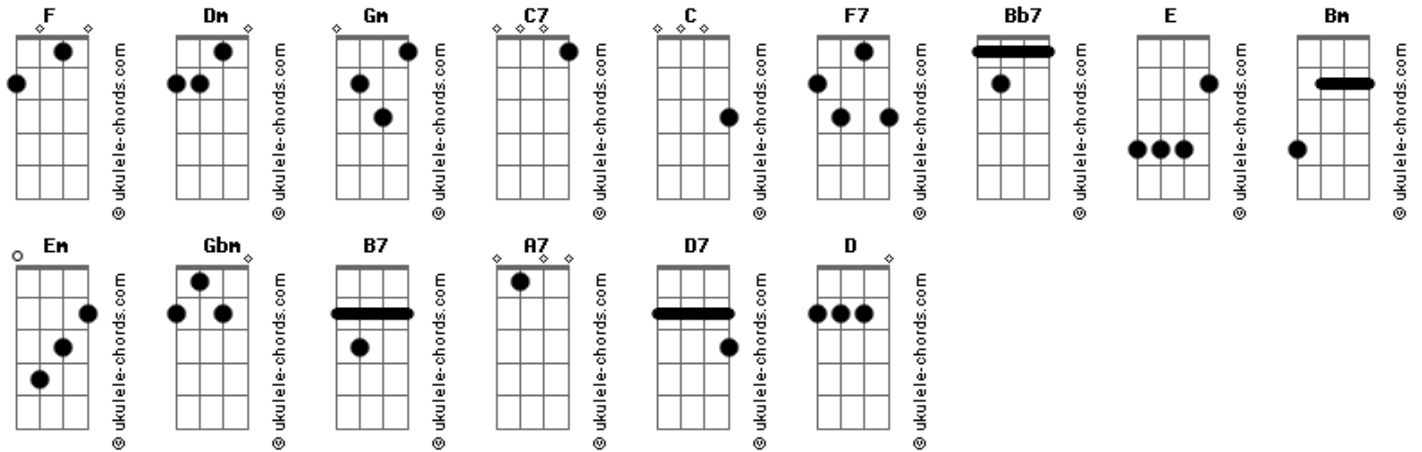 F Dm Gm C7 C F7 Bb7 E Bm
© ukulele-chords.com © ukulele-chords.com © ukulele-chords.com © ukulele-chords.com © ukulele-chords.com © ukulele-chords.com © ukulele-chords.com © ukulele-chords.com © ukulele-chords.com
Em Gbm B7 A7 D7 D
© ukulele-chords.com © ukulele-chords.com © ukulele-chords.com © ukulele-chords.com © ukulele-chords.com © ukulele-chords.com